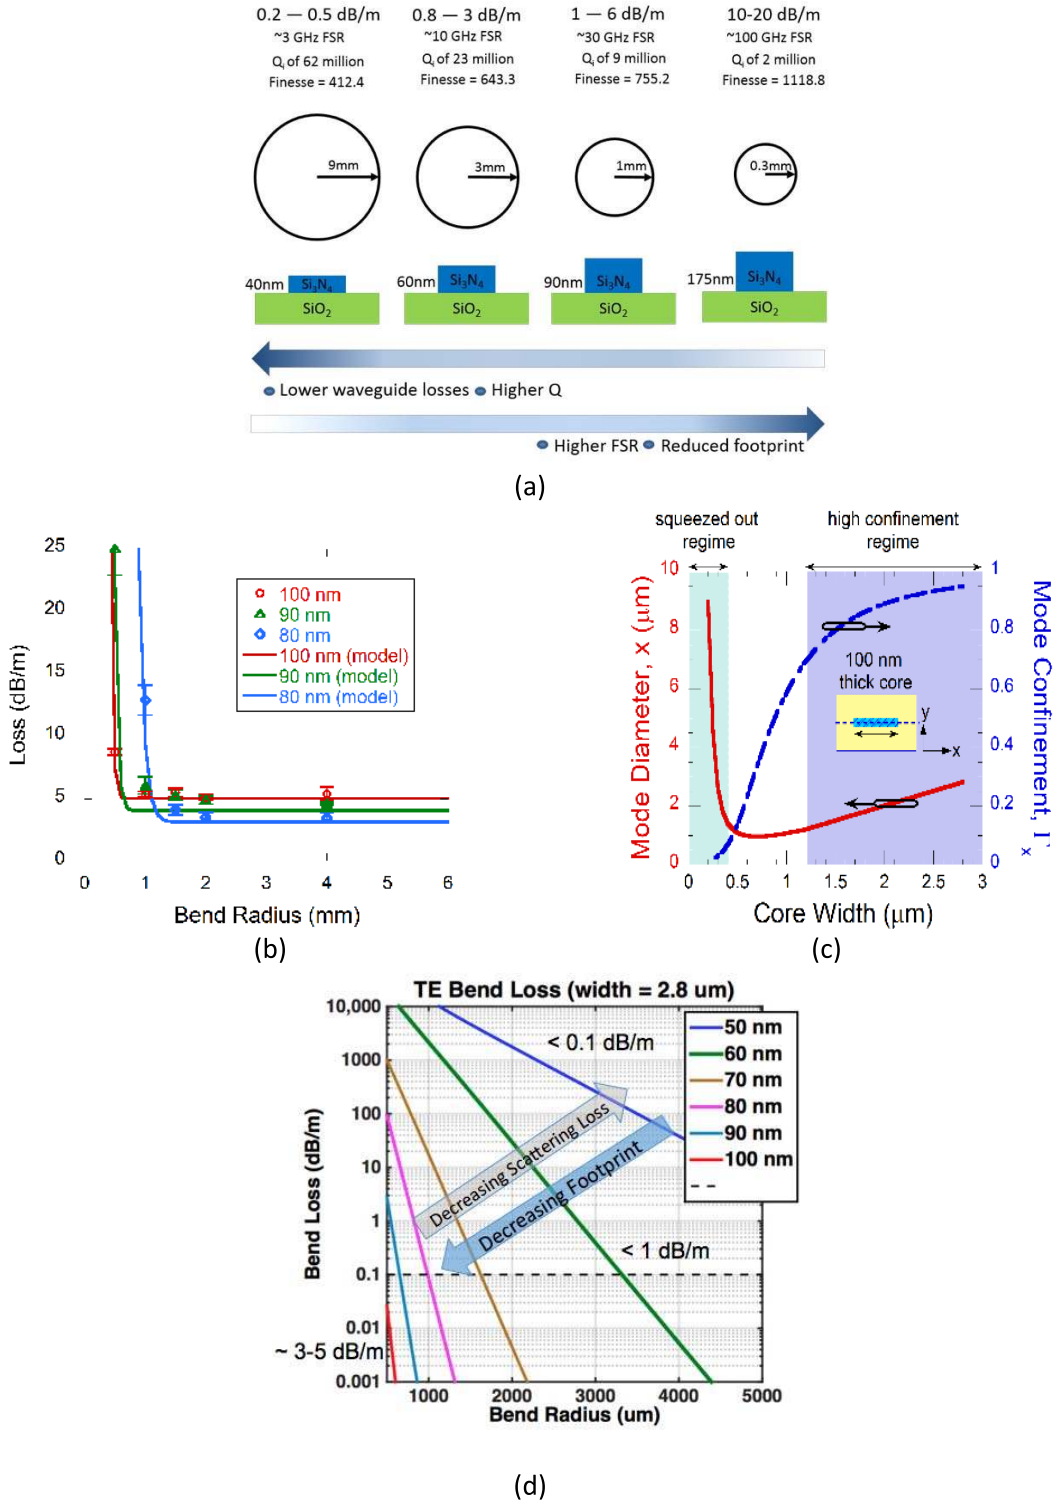 0.2 — 0.5 dB/m
~3 GHz FSR
Qi of 62 million
Finesse = 412.4
0.8 — 3 dB/m
~10 GHz FSR
Qi of 23 million
Finesse = 643.3
1 — 6 dB/m
~30 GHz FSR
Qi of 9 million
Finesse = 755.2
10-20 dB/m
~100 GHz FSR
Qi of 2 million
Finesse = 1118.8
9mm
3mm
1mm
0.3mm
40nm
Si3N4
SiO2
60nm
Si3N4
SiO2
90nm
Si3N4
SiO2
175nm
Si3N4
SiO2
Lower waveguide losses
Higher Q
Higher FSR
Reduced footprint
(a)
Loss (dB/m)
25
20
15
10
5
0
0
1
2
3
4
5
6
Bend Radius (mm)
100 nm
90 nm
80 nm
100 nm (model)
90 nm (model)
80 nm (model)
(b)
squeezed out
regime
high confinement
regime
Mode Diameter, x (μm)
10
8
6
4
2
0
1
0.8
0.6
0.4
0.2
0
Mode Confinement, Γx
100 nm
thick core
y
x
0
0.5
1
1.5
2
2.5
3
Core Width (μm)
(c)
TE Bend Loss (width = 2.8 um)
Bend Loss (dB/m)
10,000
1000
100
10
1
0.1
0.01
0.001
< 0.1 dB/m
Decreasing Scattering Loss
Decreasing Footprint
< 1 dB/m
~ 3-5 dB/m
50 nm
60 nm
70 nm
80 nm
90 nm
100 nm
1000
2000
3000
4000
5000
Bend Radius (um)
(d)